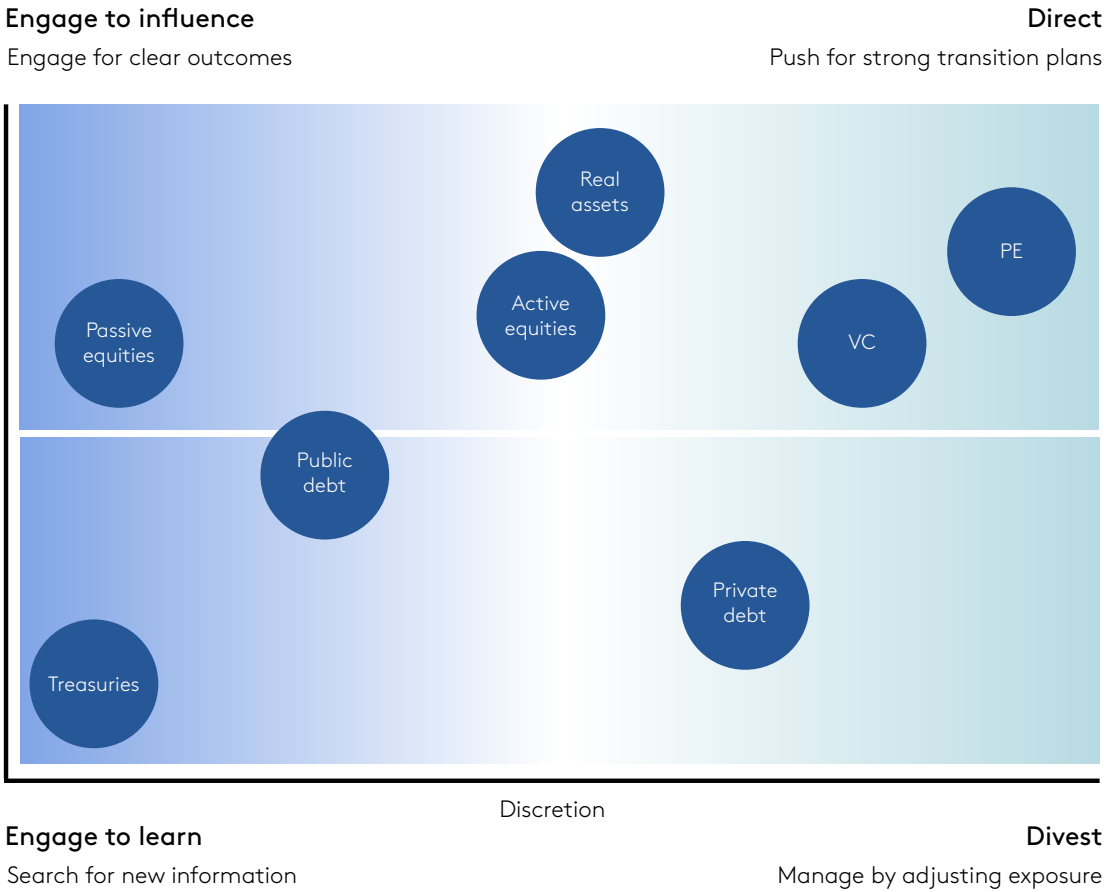 Engage to influence
Direct
Engage for clear outcomes
Push for strong transition plans
Real
assets
PE
Active
equities
Passive
equities
VC
Public
debt
Private
debt
Treasuries
Discretion
Engage to learn
Divest
Search for new information
Manage by adjusting exposure